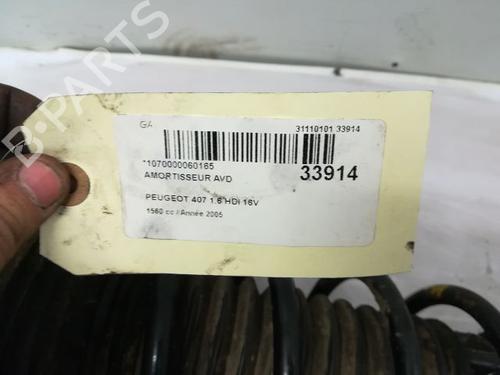 GA
31110101 33914
*1070000060165
33914
AMORTISSEUR AVD
PEUGEOT 407 1.6 HDI 16V
1560 cc //Année 2005
B-PARTS